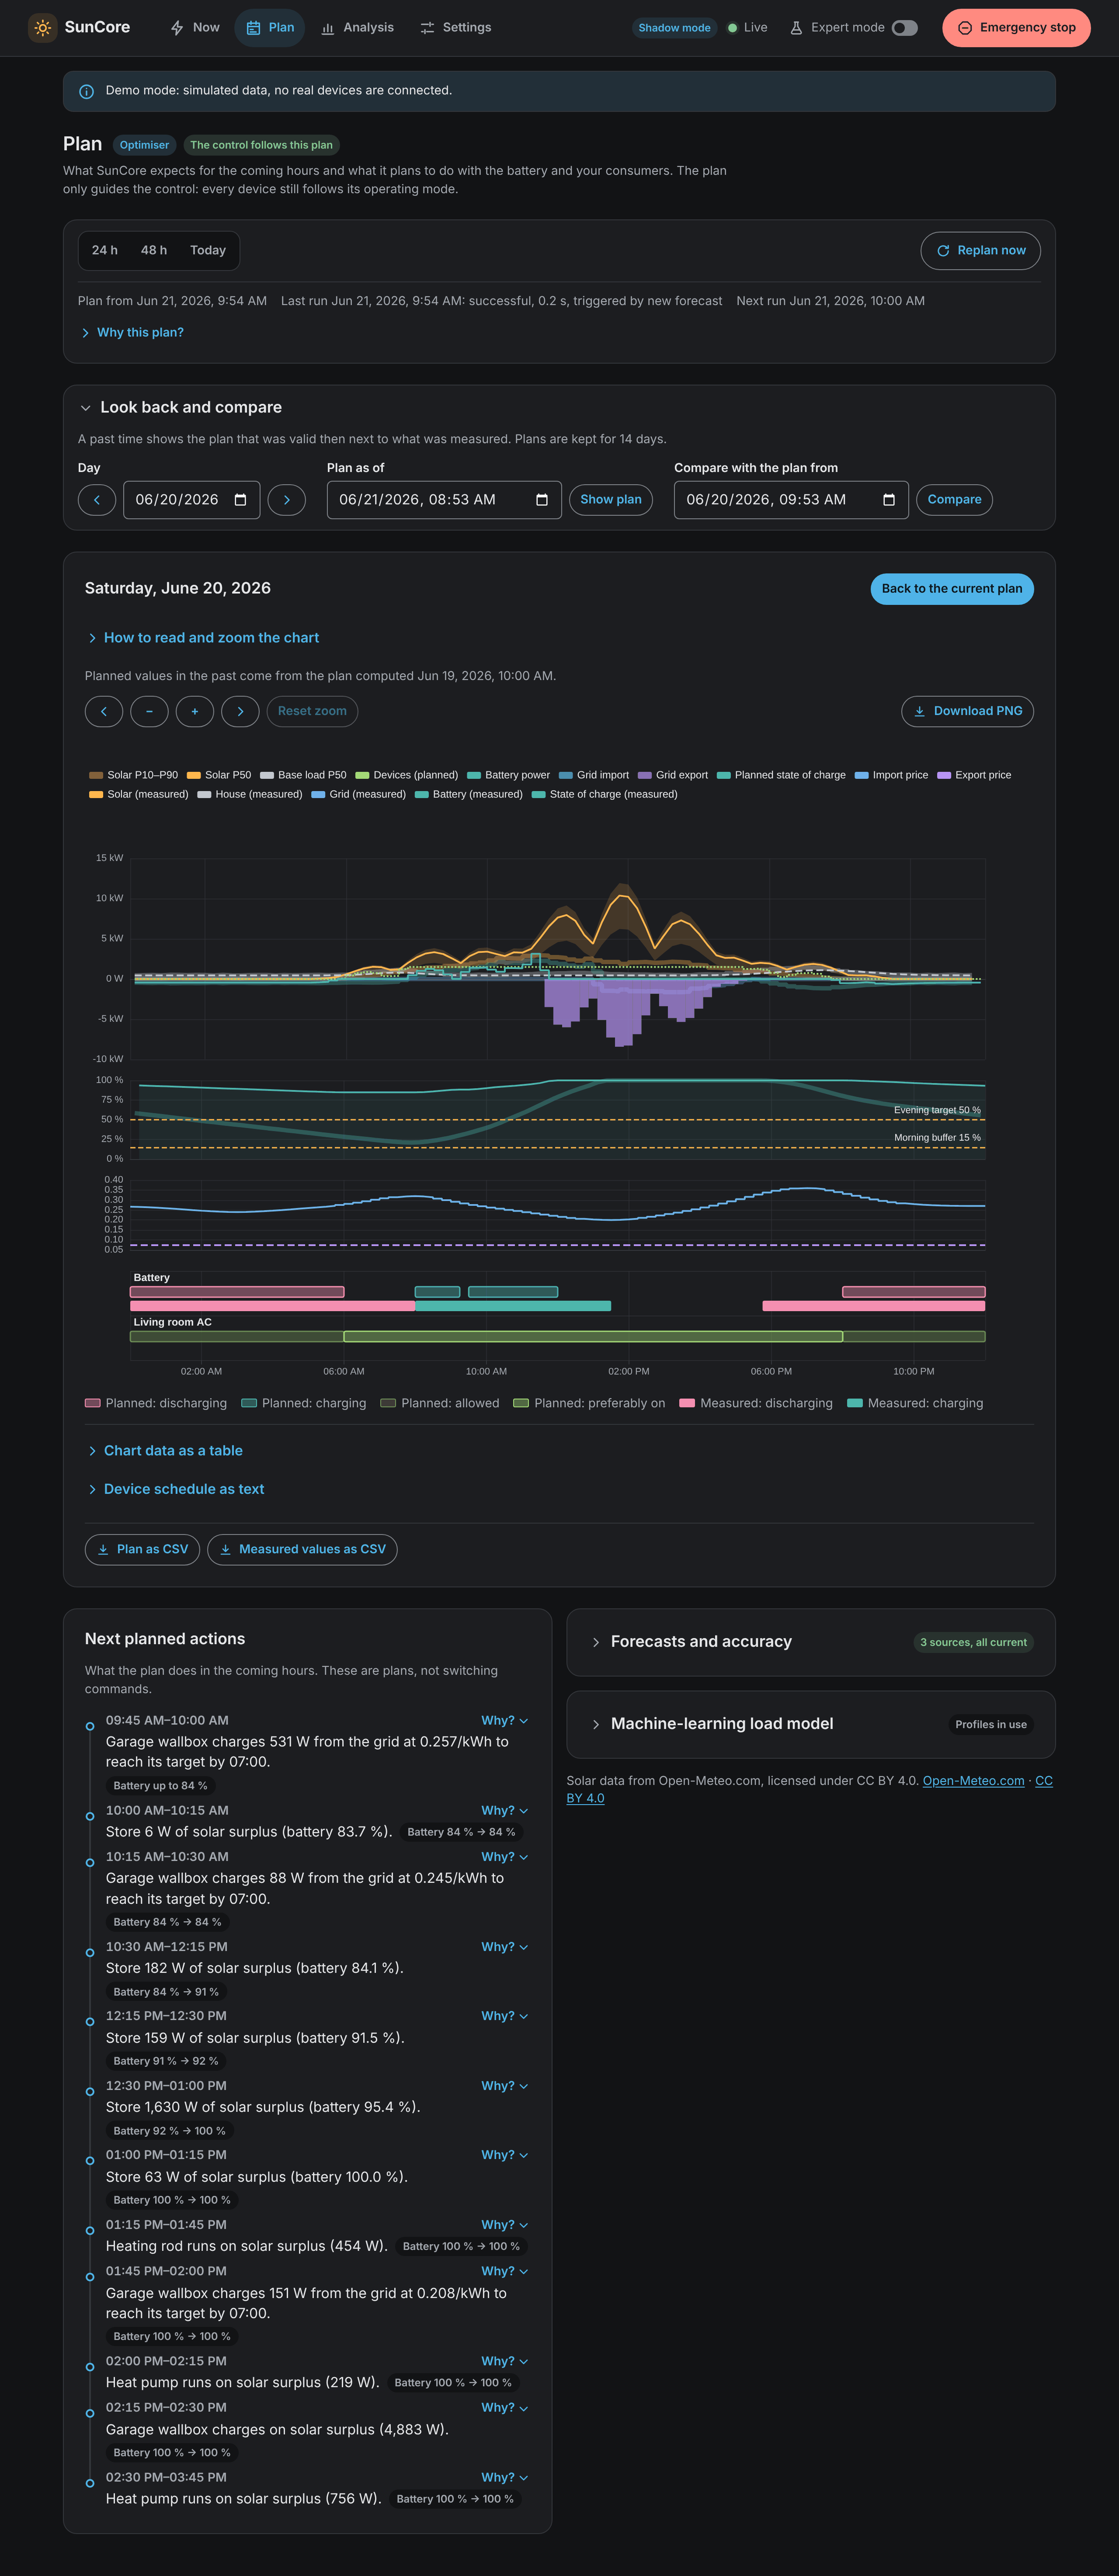 SunCore
Now
Plan
Analysis
Settings
Shadow mode
Live
Expert mode
Emergency stop
Demo mode: simulated data, no real devices are connected.
Plan
Optimiser
The control follows this plan
What SunCore expects for the coming hours and what it plans to do with the battery and your consumers. The plan
only guides the control: every device still follows its operating mode.
24 h
48 h
Today
Replan now
Plan from Jun 21, 2026, 9:54 AM
Last run Jun 21, 2026, 9:54 AM: successful, 0.2 s, triggered by new forecast
Next run Jun 21, 2026, 10:00 AM
Why this plan?
Look back and compare
A past time shows the plan that was valid then next to what was measured. Plans are kept for 14 days.
Day
Plan as of
Compare with the plan from
06/20/2026
06/21/2026, 08:53 AM
Show plan
06/20/2026, 09:53 AM
Compare
Saturday, June 20, 2026
Back to the current plan
How to read and zoom the chart
Planned values in the past come from the plan computed Jun 19, 2026, 10:00 AM.
−
+
Reset zoom
Download PNG
Solar P10–P90
Solar P50
Base load P50
Devices (planned)
Battery power
Grid import
Grid export
Planned state of charge
Import price
Export price
Solar (measured)
House (measured)
Grid (measured)
Battery (measured)
State of charge (measured)
15 kW
10 kW
5 kW
0 W
-5 kW
-10 kW
100 %
75 %
50 %
25 %
0 %
Evening target 50 %
Morning buffer 15 %
0.40
0.35
0.30
0.25
0.20
0.15
0.10
0.05
Battery
Living room AC
02:00 AM
06:00 AM
10:00 AM
02:00 PM
06:00 PM
10:00 PM
Planned: discharging
Planned: charging
Planned: allowed
Planned: preferably on
Measured: discharging
Measured: charging
Chart data as a table
Device schedule as text
Plan as CSV
Measured values as CSV
Next planned actions
What the plan does in the coming hours. These are plans, not switching
commands.
09:45 AM–10:00 AM
Why?
Garage wallbox charges 531 W from the grid at 0.257/kWh to
reach its target by 07:00.
Battery up to 84 %
10:00 AM–10:15 AM
Why?
Store 6 W of solar surplus (battery 83.7 %).
Battery 84 % → 84 %
10:15 AM–10:30 AM
Why?
Garage wallbox charges 88 W from the grid at 0.245/kWh to
reach its target by 07:00.
Battery 84 % → 84 %
10:30 AM–12:15 PM
Why?
Store 182 W of solar surplus (battery 84.1 %).
Battery 84 % → 91 %
12:15 PM–12:30 PM
Why?
Store 159 W of solar surplus (battery 91.5 %).
Battery 91 % → 92 %
12:30 PM–01:00 PM
Why?
Store 1,630 W of solar surplus (battery 95.4 %).
Battery 92 % → 100 %
01:00 PM–01:15 PM
Why?
Store 63 W of solar surplus (battery 100.0 %).
Battery 100 % → 100 %
01:15 PM–01:45 PM
Why?
Heating rod runs on solar surplus (454 W).
Battery 100 % → 100 %
01:45 PM–02:00 PM
Why?
Garage wallbox charges 151 W from the grid at 0.208/kWh to
reach its target by 07:00.
Battery 100 % → 100 %
02:00 PM–02:15 PM
Why?
Heat pump runs on solar surplus (219 W).
Battery 100 % → 100 %
02:15 PM–02:30 PM
Why?
Garage wallbox charges on solar surplus (4,883 W).
Battery 100 % → 100 %
02:30 PM–03:45 PM
Why?
Heat pump runs on solar surplus (756 W).
Battery 100 % → 100 %
Forecasts and accuracy
3 sources, all current
Machine-learning load model
Profiles in use
Solar data from Open-Meteo.com, licensed under CC BY 4.0. Open-Meteo.com · CC
BY 4.0